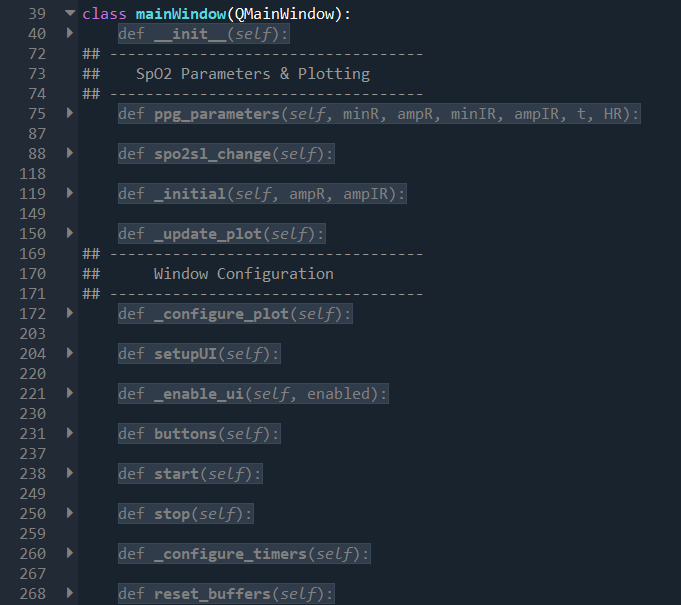 39 class mainWindow(QMainWindow):
40 def __init__(self):
72 ## -----------------------------------
73 ##    SpO2 Parameters & Plotting
74 ## -----------------------------------
75 def ppg_parameters(self, minR, ampR, minIR, ampIR, t, HR):
87
88 def spo2sl_change(self):
118
119 def _initial(self, ampR, ampIR):
149
150 def _update_plot(self):
169 ## -----------------------------------
170 ##      Window Configuration
171 ## -----------------------------------
172 def _configure_plot(self):
203
204 def setupUI(self):
220
221 def _enable_ui(self, enabled):
230
231 def buttons(self):
237
238 def start(self):
249
250 def stop(self):
259
260 def _configure_timers(self):
267
268 def reset_buffers(self):